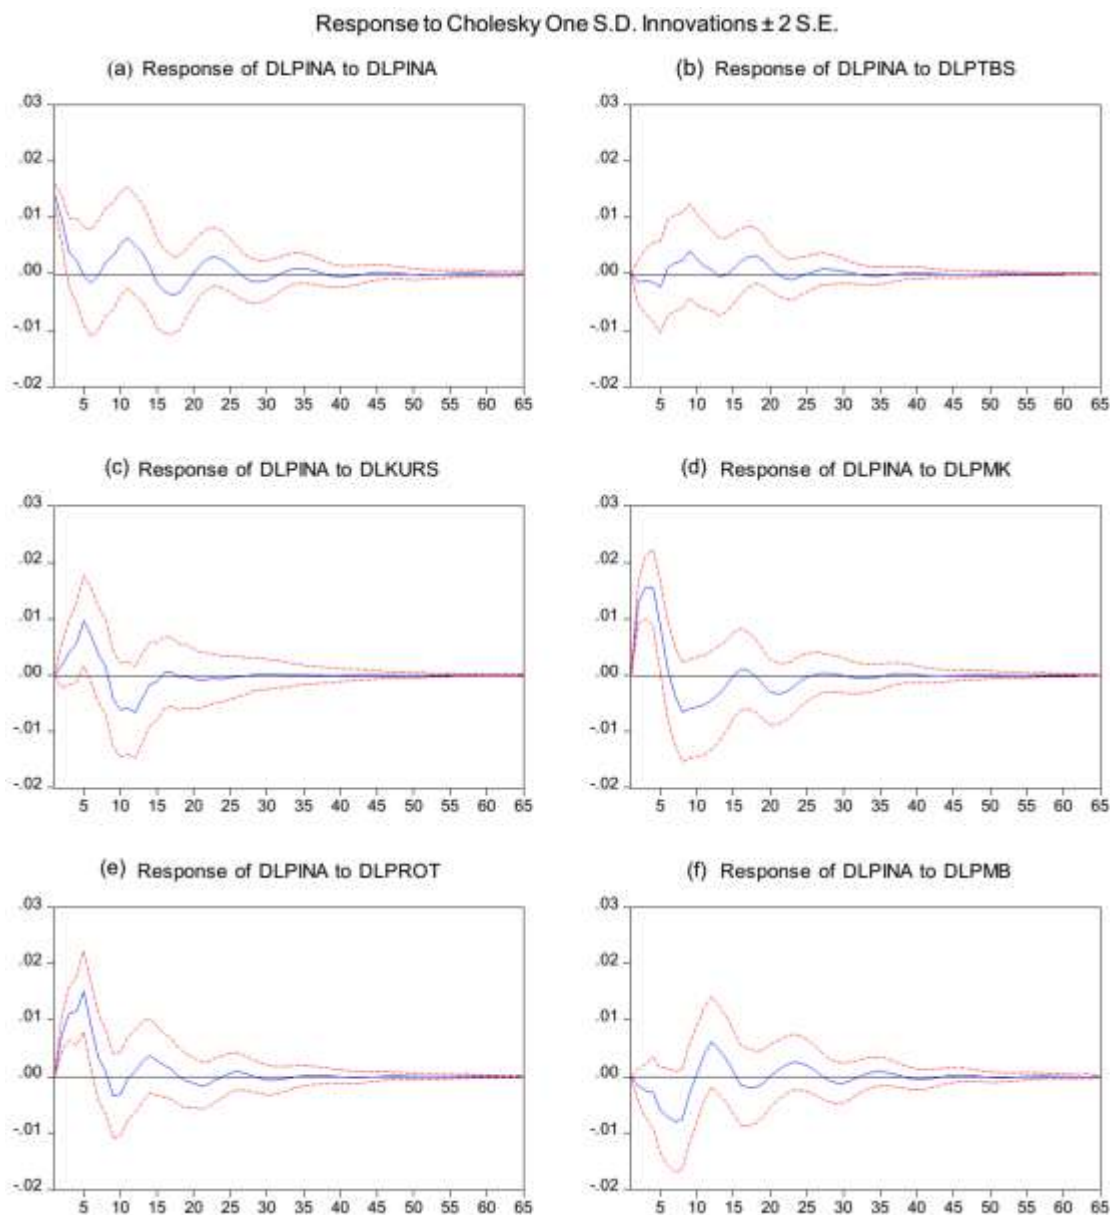 Response to Cholesky One S.D. Innovations ± 2 S.E.
(a) Response of DLPINA to DLPINA
.03
.02
.01
.00
-.01
-.02
5 10 15 20 25 30 35 40 45 50 55 60 65
(b) Response of DLPINA to DLPTBS
.03
.02
.01
.00
-.01
-.02
5 10 15 20 25 30 35 40 45 50 55 60 65
(c) Response of DLPINA to DLKURS
.03
.02
.01
.00
-.01
-.02
5 10 15 20 25 30 35 40 45 50 55 60 65
(d) Response of DLPINA to DLPMK
.03
.02
.01
.00
-.01
-.02
5 10 15 20 25 30 35 40 45 50 55 60 65
(e) Response of DLPINA to DLPROT
.03
.02
.01
.00
-.01
-.02
5 10 15 20 25 30 35 40 45 50 55 60 65
(f) Response of DLPINA to DLPMB
.03
.02
.01
.00
-.01
-.02
5 10 15 20 25 30 35 40 45 50 55 60 65